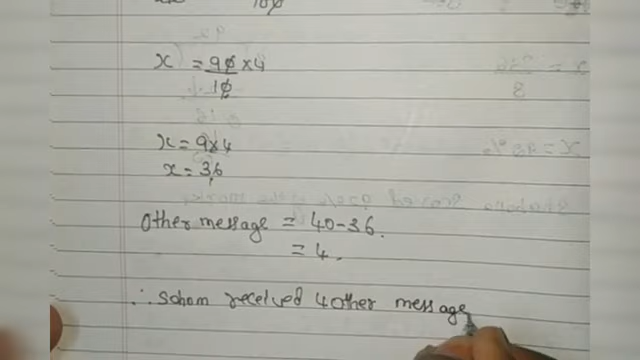 x = 90 × 4
10
x = 9 × 4
x = 36
Other message = 40 - 36.
= 4.
∴ Soham received 4 other message